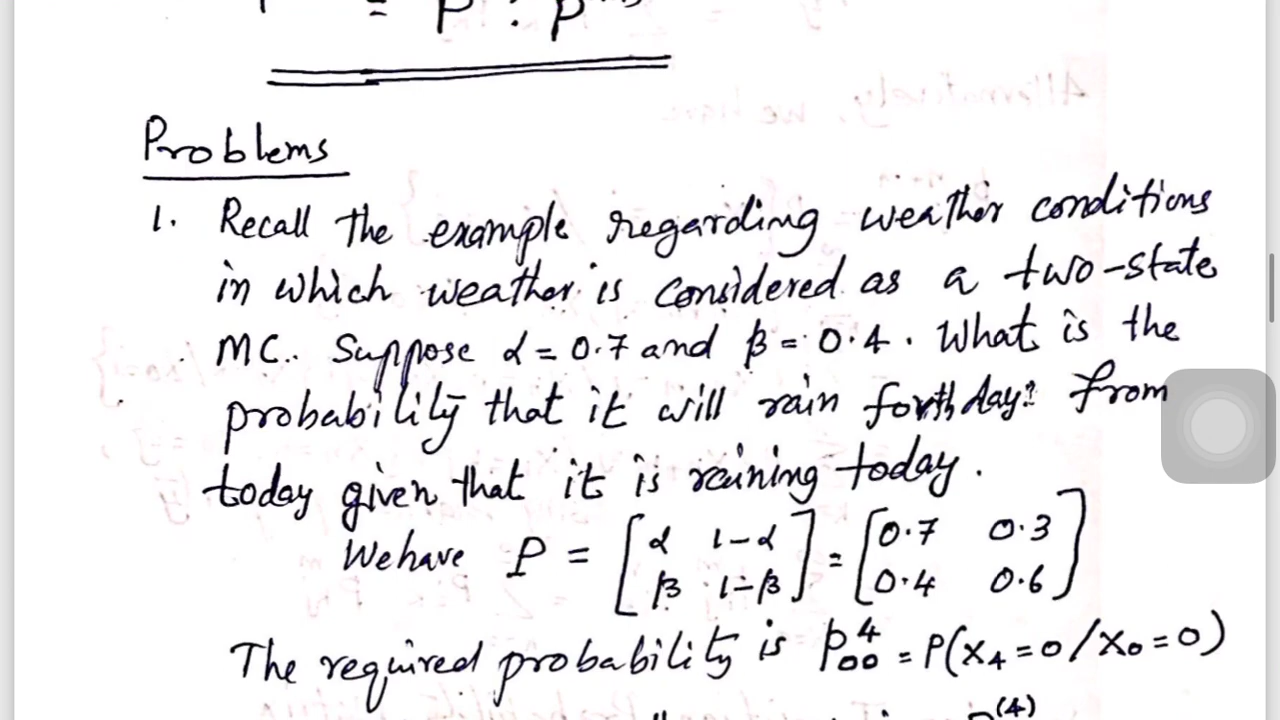 = P . P
Problems
1. Recall the example regarding weather conditions
in which weather is considered as a two-state
MC. Suppose α = 0.7 and β = 0.4. What is the
probability that it will rain forth day? from
today given that it is raining today.
We have P = [α 1-α β 1-β] = [0.7 0.3 0.4 0.6]
The required probability is P⁴₀₀ = P(X₄=0/X₀=0)
(4)